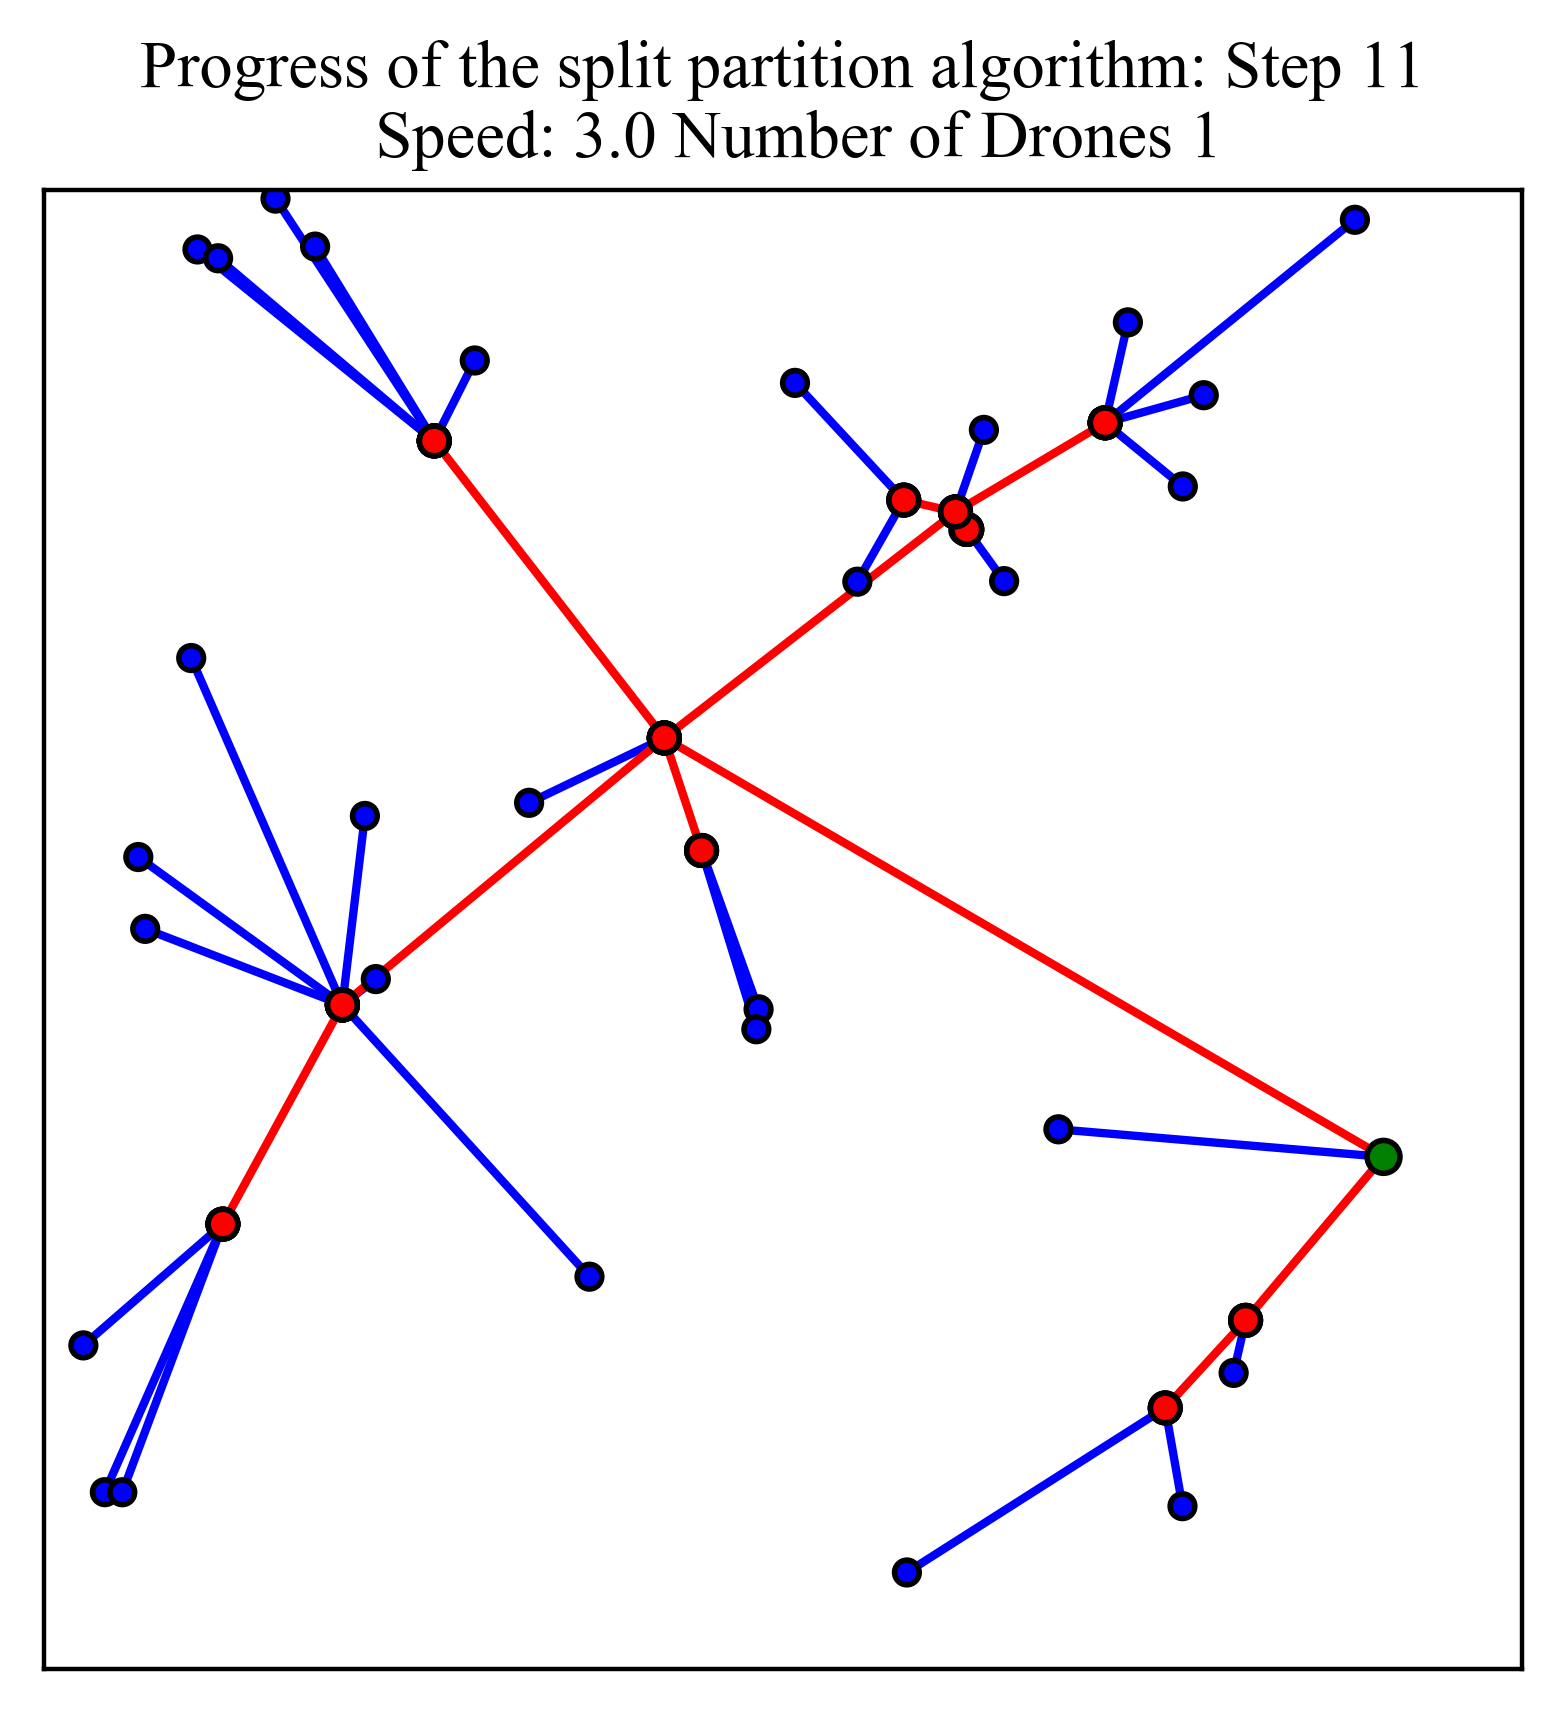 Progress of the split partition algorithm: Step 11
Speed: 3.0 Number of Drones 1